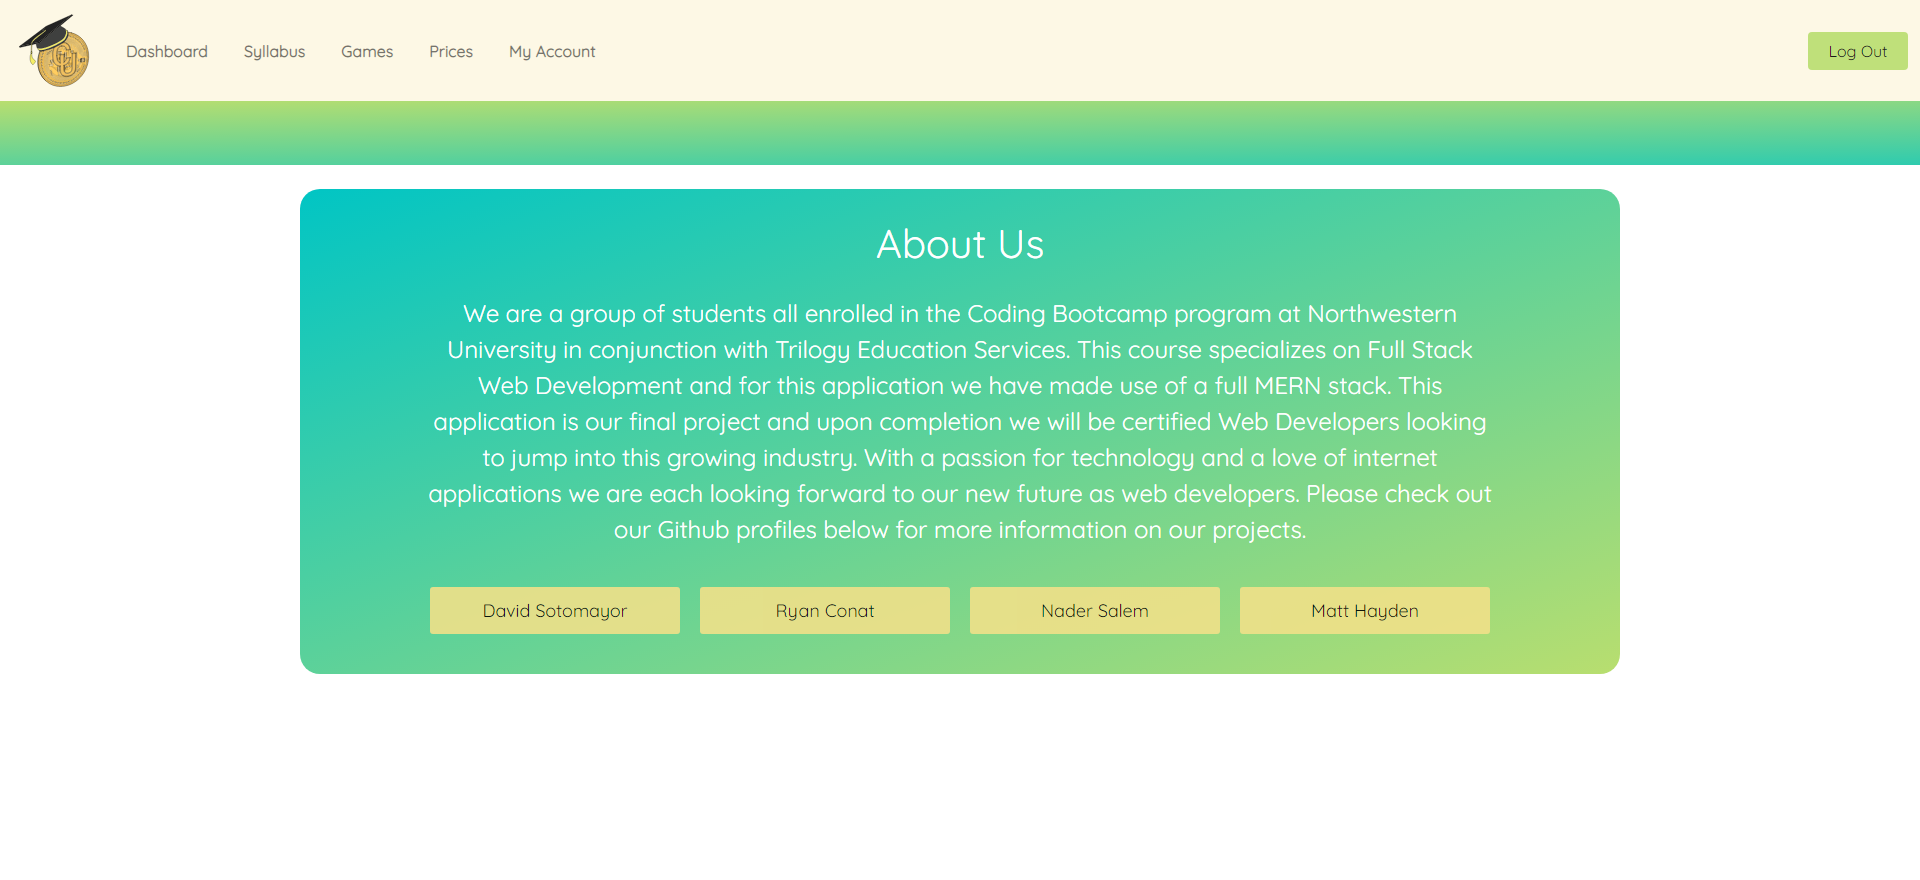 CU
Dashboard
Syllabus
Games
Prices
My Account
Log Out
About Us
We are a group of students all enrolled in the Coding Bootcamp program at Northwestern
University in conjunction with Trilogy Education Services. This course specializes on Full Stack
Web Development and for this application we have made use of a full MERN stack. This
application is our final project and upon completion we will be certified Web Developers looking
to jump into this growing industry. With a passion for technology and a love of internet
applications we are each looking forward to our new future as web developers. Please check out
our Github profiles below for more information on our projects.
David Sotomayor
Ryan Conat
Nader Salem
Matt Hayden